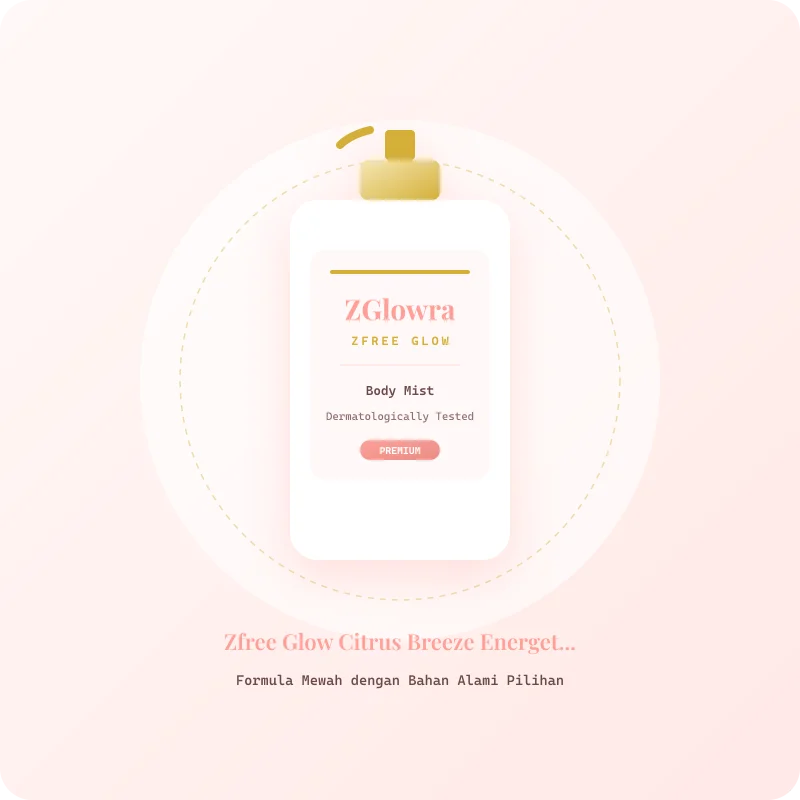 ZGlowra
ZFREE GLOW
Body Mist
Dermatologically Tested
PREMIUM
Zfree Glow Citrus Breeze Energet...
Formula Mewah dengan Bahan Alami Pilihan